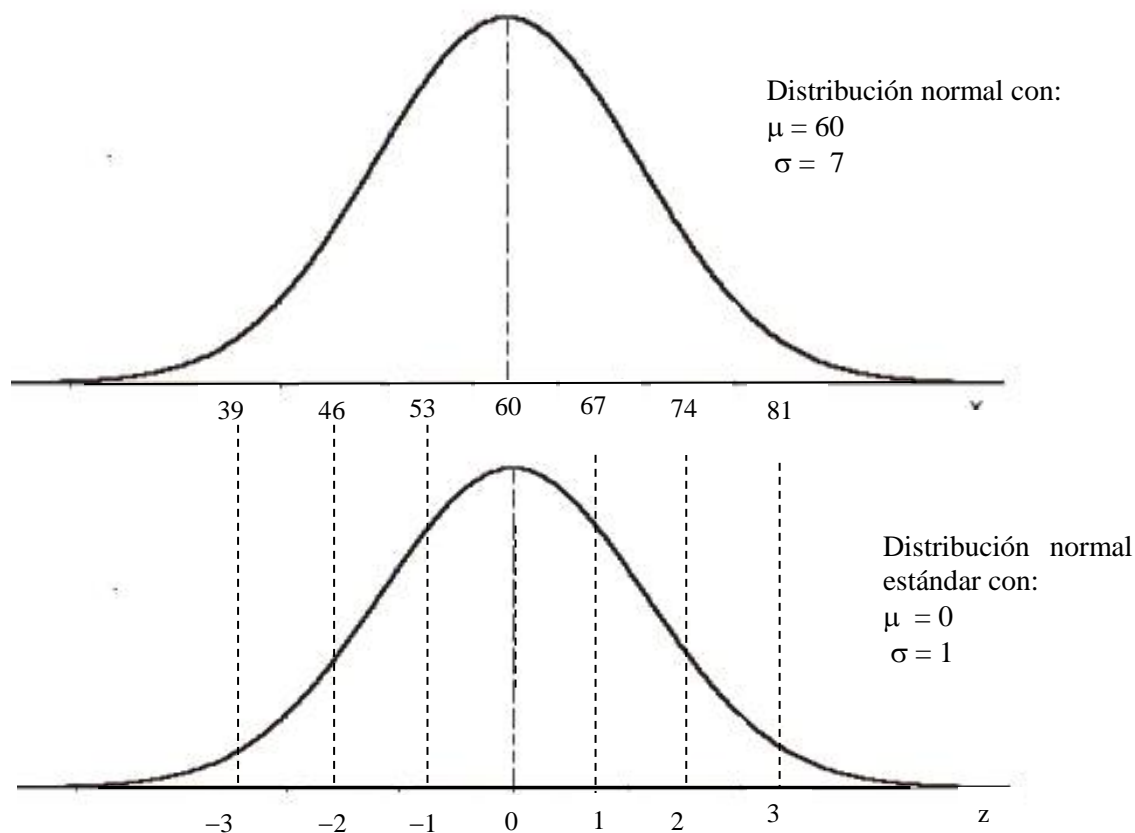 Distribución normal con:
μ = 60
σ = 7
39 46 53 60 67 74 81
Distribución normal
estándar con:
μ = 0
σ = 1
−3 −2 −1 0 1 2 3 z